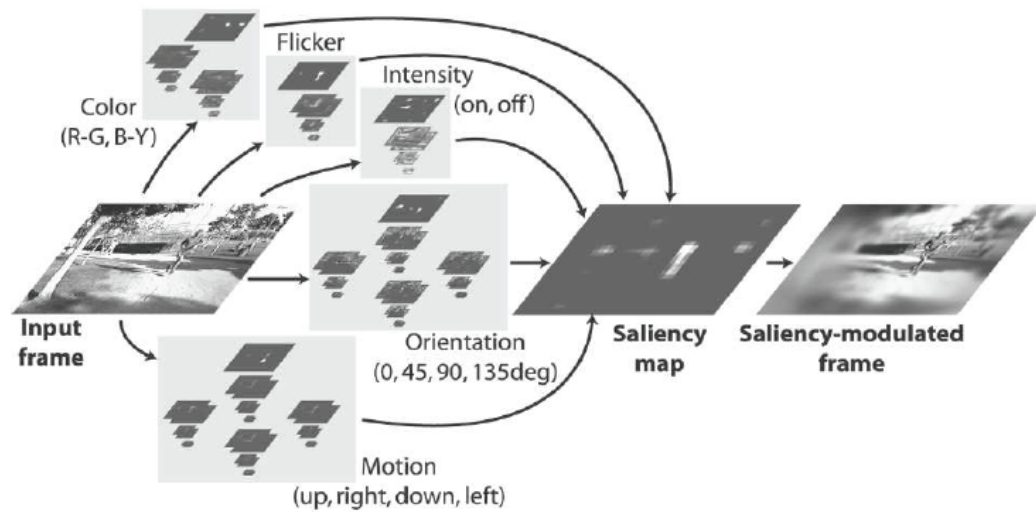 Flicker
Intensity
(on, off)
Color
(R-G, B-Y)
Input
frame
Orientation
(0, 45, 90, 135deg)
Saliency
map
Saliency-modulated
frame
Motion
(up, right, down, left)